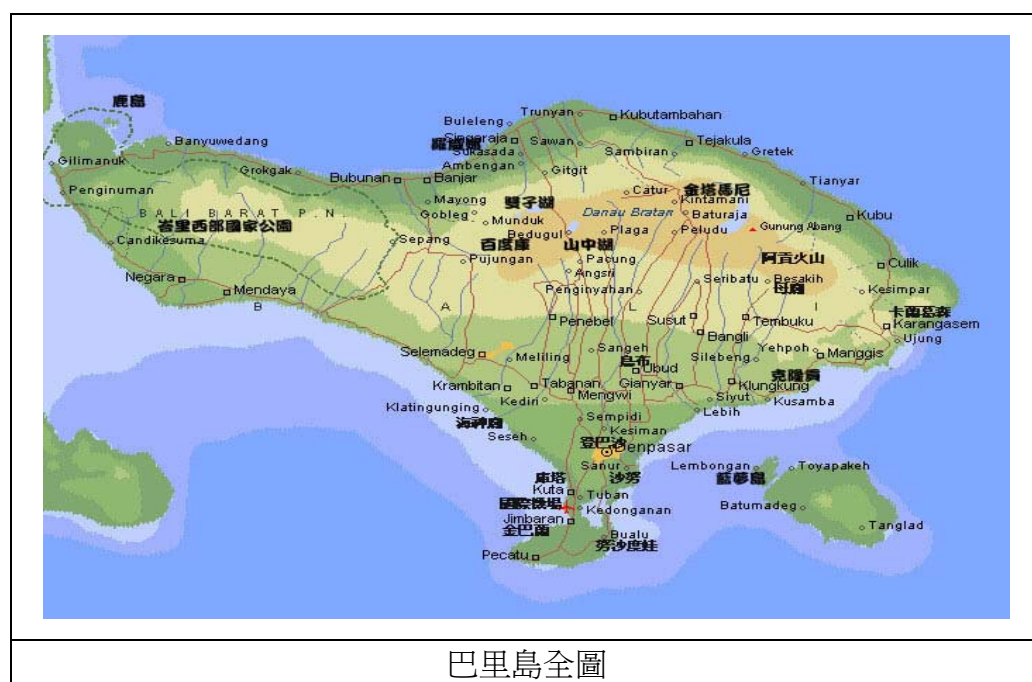 鹿島
Trunyan
Kubutambahan
Buleleng
Banyuwedang
Singaraja
Sawan
Tejakula
羅威娜
Sukasada
Sambiran
Gretek
Gilimanuk
Ambengan
Grokgak
Bubunan
Banjar
Gitgit
Tianyar
Penginuman
Mayong
雙子湖
Catur
金塔馬尼
Kintamani
BALI BARAT P.N.
Gobleg
Munduk
Danau Bratan
Baturaja
Kubu
峇里西部國家公園
Bedugul
Plaga
Peludu
Gunung Abang
Candikesuma
Sepang
百度庫
山中湖
Pujungan
Pacung
阿貢火山
Culik
Angsri
Negara
Mendaya
Penginyahan
Seribatu
Besakih
母廟
Kesimpar
B A L I
卡蘭葛森
Penebel
Susut
Tembuku
Karangasem
Bangli
Ujung
Selemadeg
Meliling
Sangeh
烏布
Ubud
Silebeng
Yehpoh
Manggis
克隆貢
Krambitan
Tabanan
Gianyar
Klungkung
Kediri
Mengwi
Siyut
Kusamba
Klatingunging
Lebih
海神廟
Sempidi
Kesiman
Seseh
登巴沙
Denpasar
Sanur
沙努
Lembongan
Toyapakeh
藍夢島
庫塔
Kuta
Tuban
國際機場
Kedonganan
Batumadeg
Jimbaran
金巴蘭
Tanglad
Bualu
努沙度哇
Pecatu
巴里島全圖